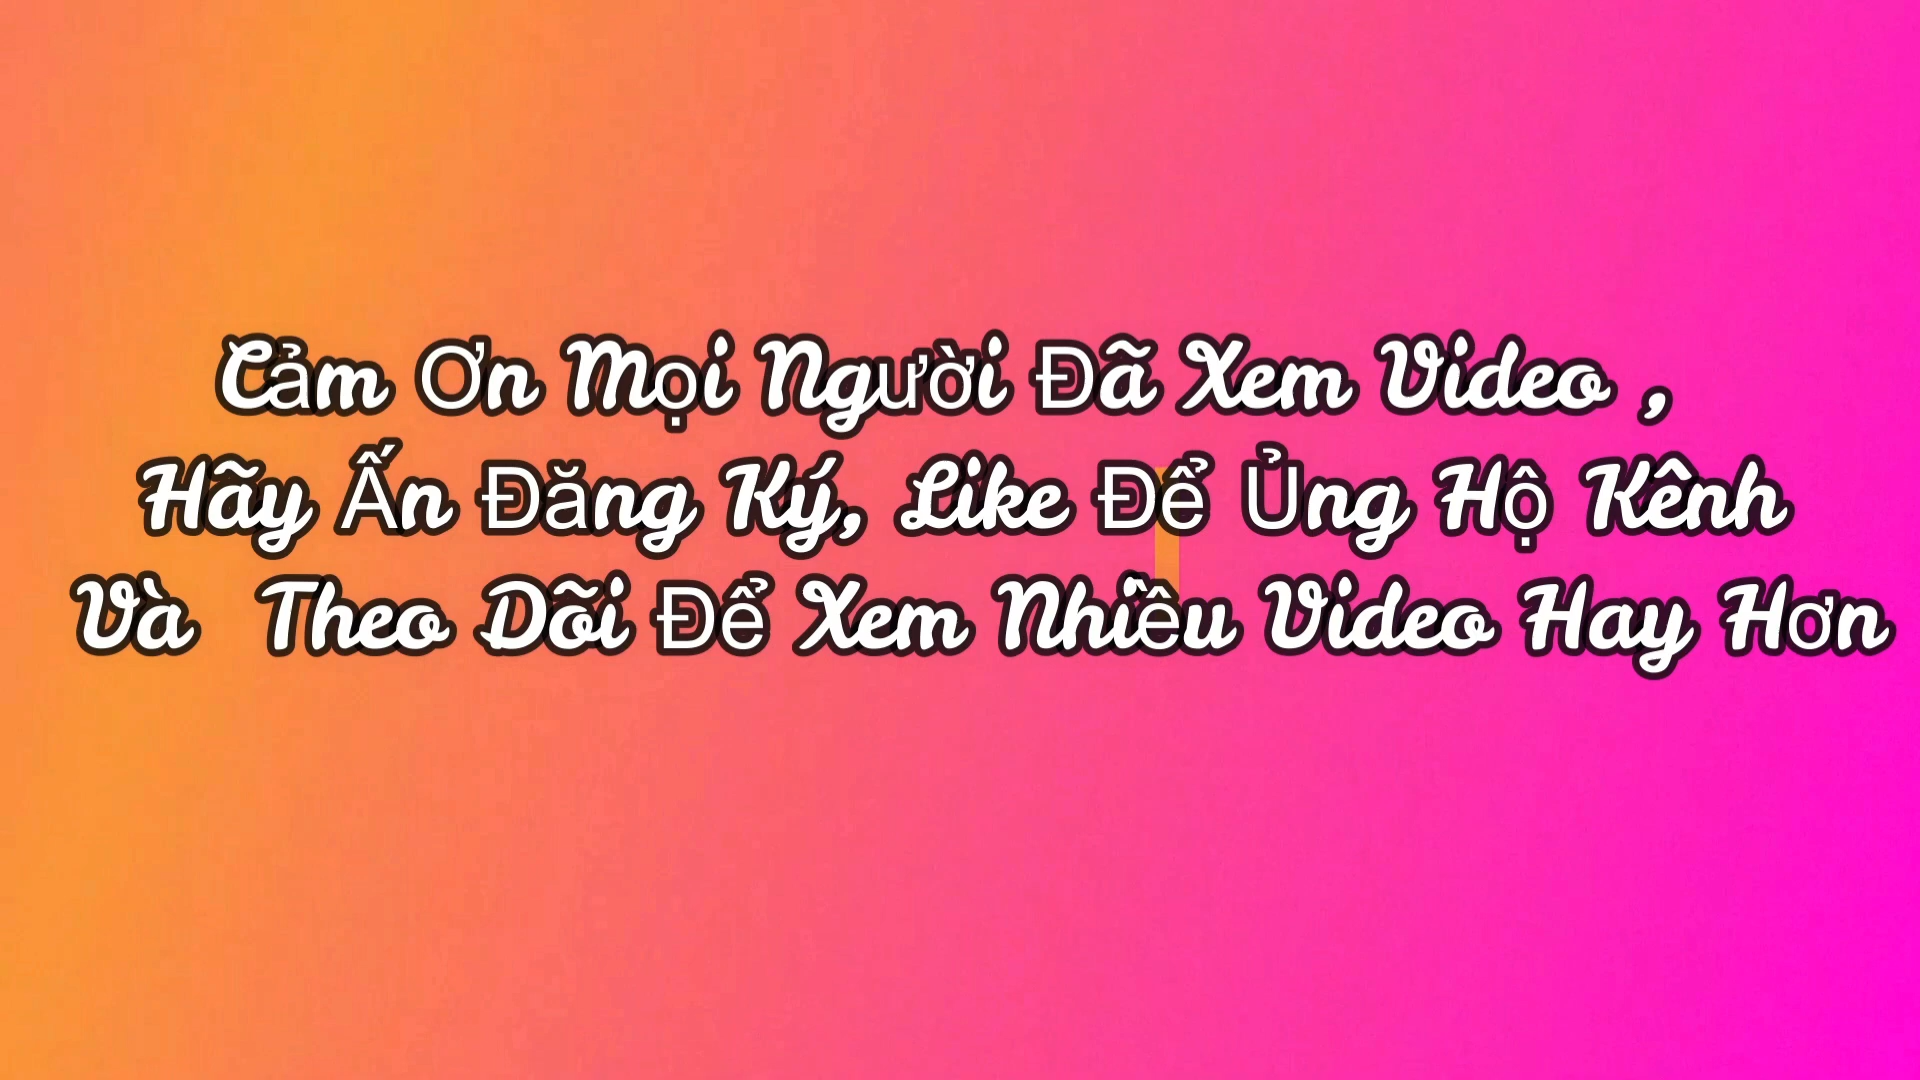 Cảm Ơn Mọi Người Đã Xem Video ,
Hãy Ấn Đăng Ký, Like Để Ủng Hộ Kênh
Và Theo Dõi Để Xem Nhiều Video Hay Hơn